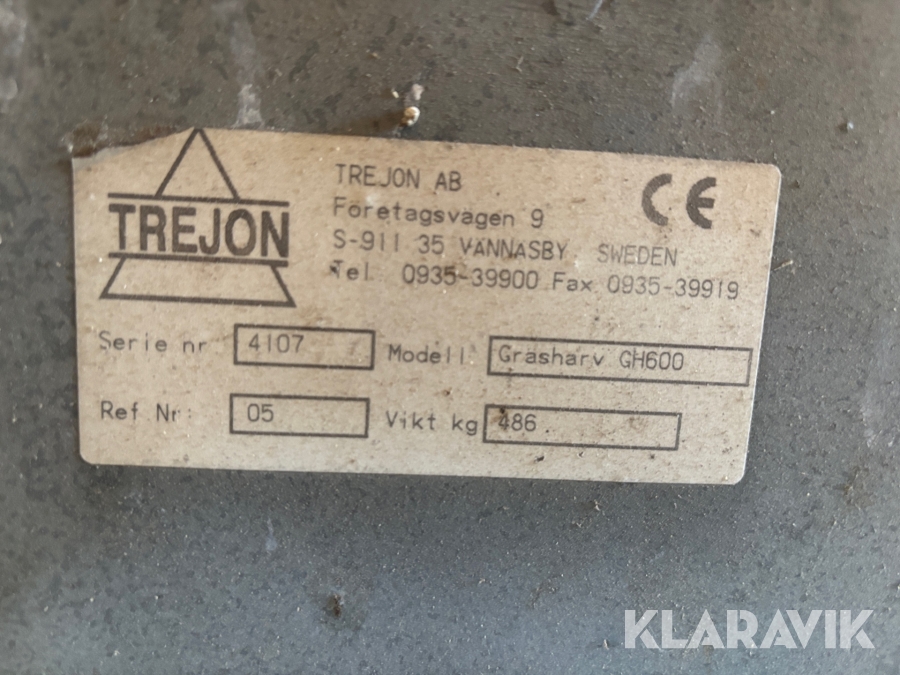 TREJON
TREJON AB
Foretagsvagen 9
S-911 35 VANNASBY SWEDEN
Tel 0935-39900 Fax 0935-39919
CE
Serie nr 4107 Modell: Grasharv GH600
Ref Nr: 05 Vikt kg 486
KLARAVIK